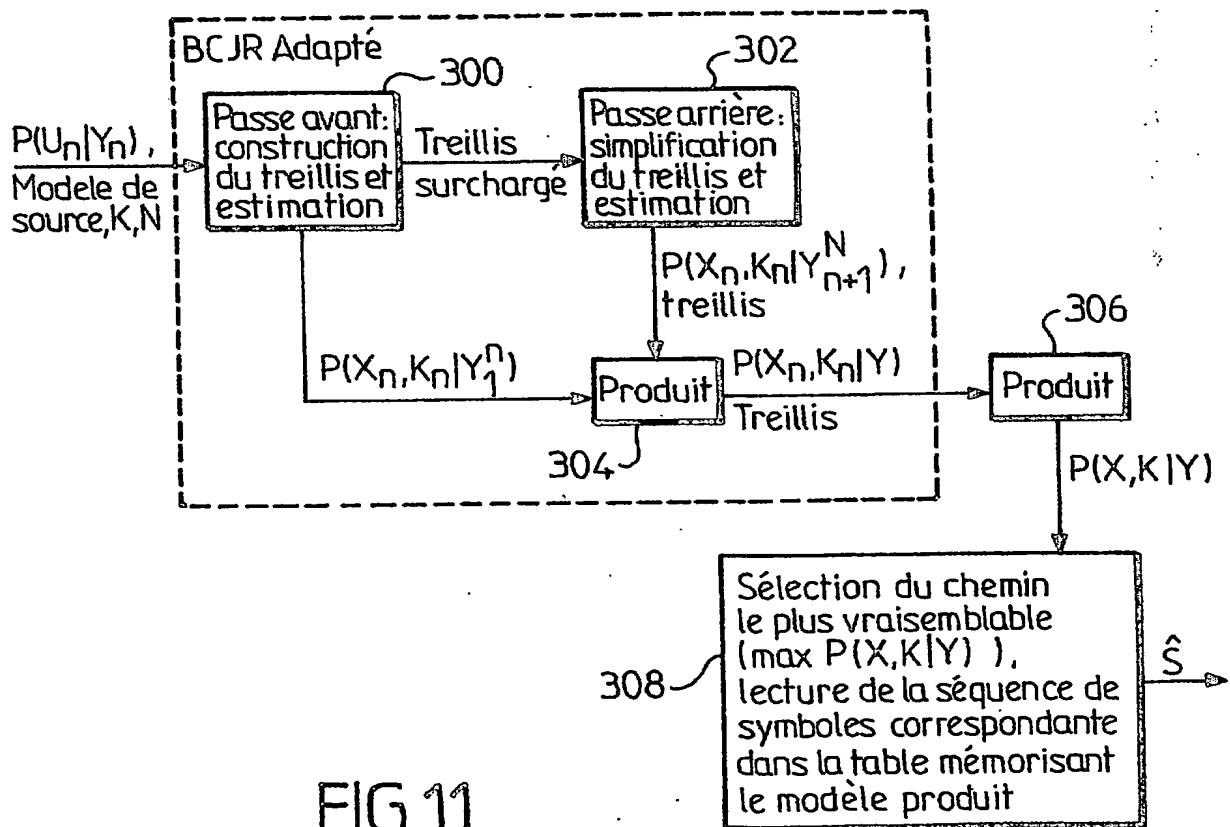 BCJR Adapté
300
302
P(Un|Yn),
Modele de
source,K,N
Passe avant:
construction
du treillis et
estimation
Treillis
surchargé
Passe arrière:
simplification
du treillis et
estimation
P(Xn,Kn|Y_{n+1}^{N}),
treillis
P(Xn,Kn|Y_1^n)
Produit
304
P(Xn,Kn|Y)
Treillis
306
Produit
P(X,K|Y)
308
Sélection du chemin
le plus vraisemblable
(max P(X,K|Y) ),
lecture de la séquence de
symboles correspondante
dans la table mémorisant
le modèle produit
Ŝ
FIG.11